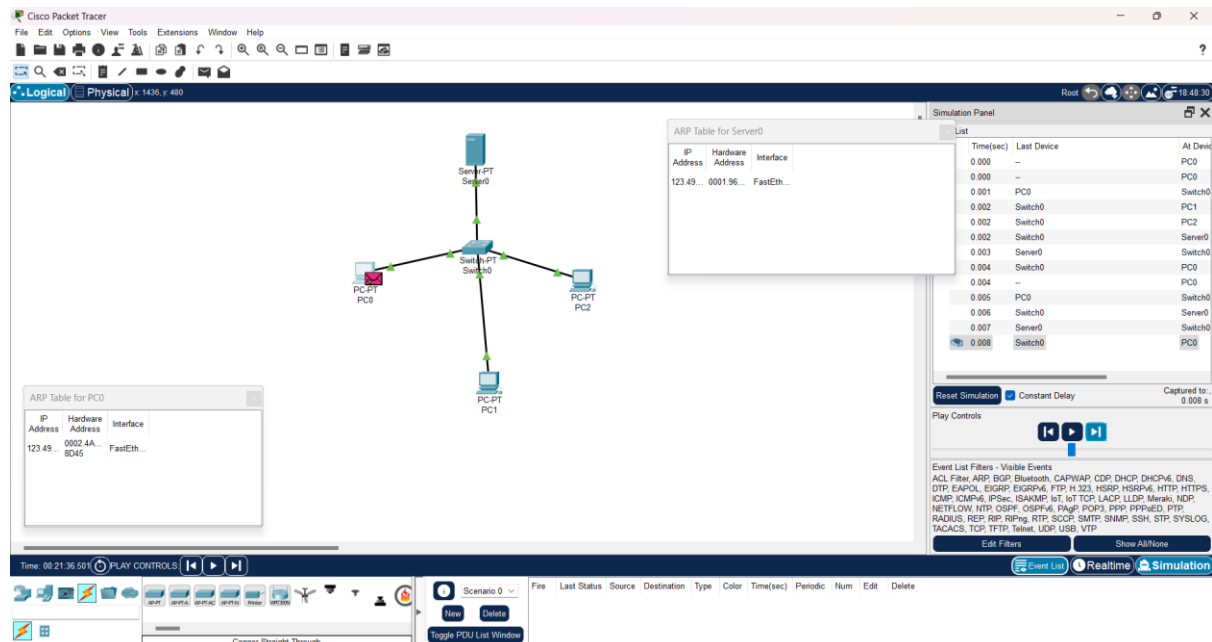 Cisco Packet Tracer
File Edit Options View Tools Extensions Window Help
?
Logical Physical x: 1436, y: 480
Root 18:48:30
Simulation Panel
List
Time(sec) Last Device At Devic
0.000 -- PC0
0.000 -- PC0
0.001 PC0 Switch0
0.002 Switch0 PC1
0.002 Switch0 PC2
0.002 Switch0 Server0
0.003 Server0 Switch0
0.004 Switch0 PC0
0.004 -- PC0
0.005 PC0 Switch0
0.006 Switch0 Server0
0.007 Server0 Switch0
0.008 Switch0 PC0
Reset Simulation Constant Delay Captured to:
0.008 s
Play Controls
Event List Filters - Visible Events
ACL Filter, ARP, BGP, Bluetooth, CAPWAP, CDP, DHCP, DHCPv6, DNS,
DTP, EAPOL, EIGRP, EIGRPv6, FTP, H.323, HSRP, HSRPv6, HTTP, HTTPS,
ICMP, ICMPv6, IPSec, ISAKMP, IoT, IoT TCP, LACP, LLDP, Meraki, NDP,
NETFLOW, NTP, OSPF, OSPFv6, PAgP, POP3, PPP, PPPoED, PTP,
RADIUS, REP, RIP, RIPng, RTP, SCCP, SMTP, SNMP, SSH, STP, SYSLOG,
TACACS, TCP, TFTP, Telnet, UDP, USB, VTP
Edit Filters Show All/None
ARP Table for Server0
IP Address Hardware Address Interface
123.49... 0001.96... FastEth...
Server-PT
Server0
Switch-PT
Switch0
PC-PT
PC0
PC-PT
PC2
PC-PT
PC1
ARP Table for PC0
IP Address Hardware Address Interface
123.49... 0002.4A... FastEth...
8D45
Time: 00:21:36.501 PLAY CONTROLS:
Event List Realtime Simulation
AP-PT AP-PT-A AP-PT-AC AP-PT-N Printer WRT300N
Copper Straight-Through
Scenario 0
New Delete
Toggle PDU List Window
Fire Last Status Source Destination Type Color Time(sec) Periodic Num Edit Delete